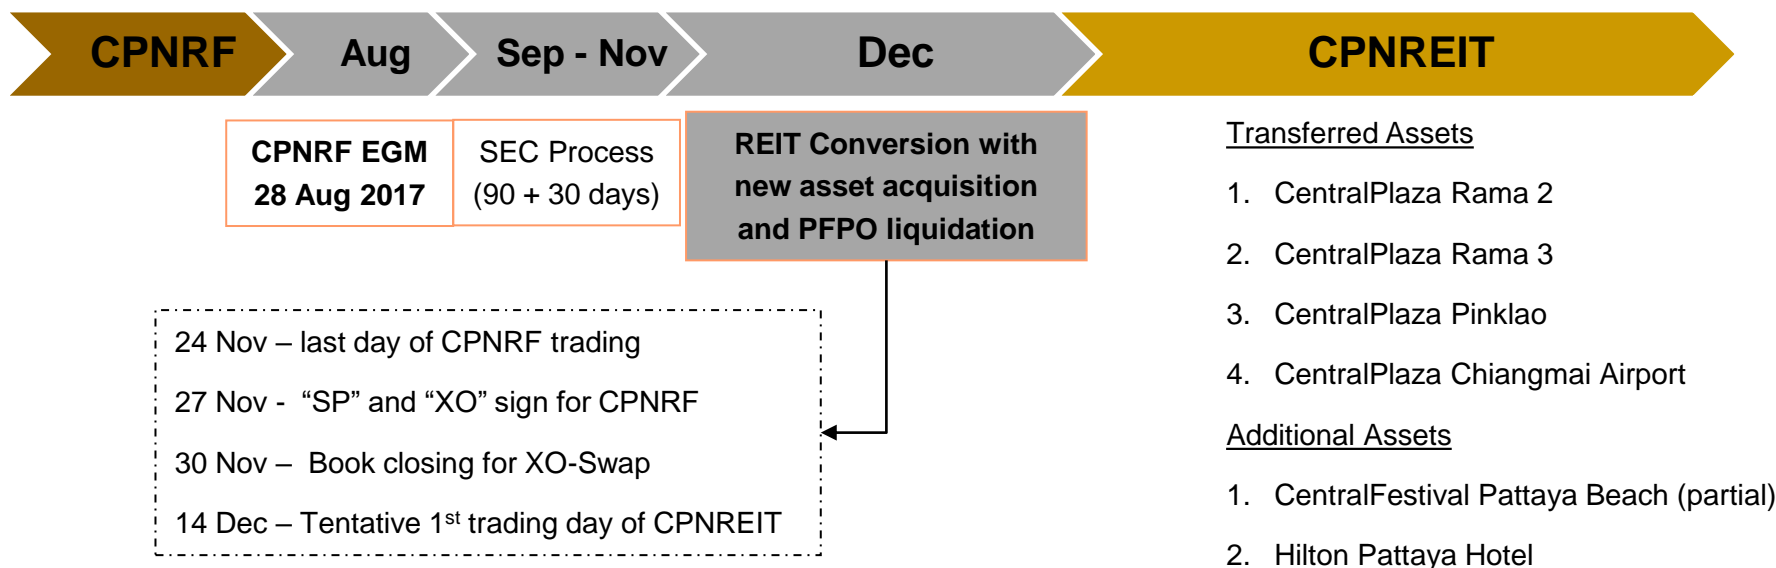 CPNRF
Aug
Sep - Nov
Dec
CPNREIT
CPNRF EGM
28 Aug 2017
SEC Process
(90 + 30 days)
REIT Conversion with
new asset acquisition
and PFPO liquidation
24 Nov – last day of CPNRF trading
27 Nov - “SP” and “XO” sign for CPNRF
30 Nov – Book closing for XO-Swap
14 Dec – Tentative 1st trading day of CPNREIT
Transferred Assets
1. CentralPlaza Rama 2
2. CentralPlaza Rama 3
3. CentralPlaza Pinklao
4. CentralPlaza Chiangmai Airport
Additional Assets
1. CentralFestival Pattaya Beach (partial)
2. Hilton Pattaya Hotel